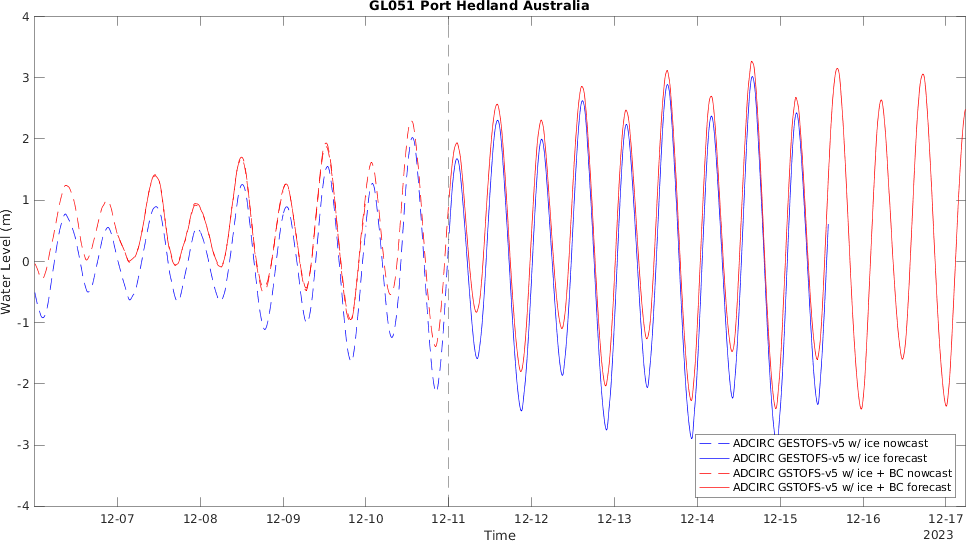 GL051 Port Hedland Australia
4
3
2
1
0
-1
-2
-3
-4
Water Level (m)
ADCIRC GESTOFS-v5 w/ ice nowcast
ADCIRC GESTOFS-v5 w/ ice forecast
ADCIRC GSTOFS-v5 w/ ice + BC nowcast
ADCIRC GSTOFS-v5 w/ ice + BC forecast
12-07 12-08 12-09 12-10 12-11 12-12 12-13 12-14 12-15 12-16 12-17
Time
2023